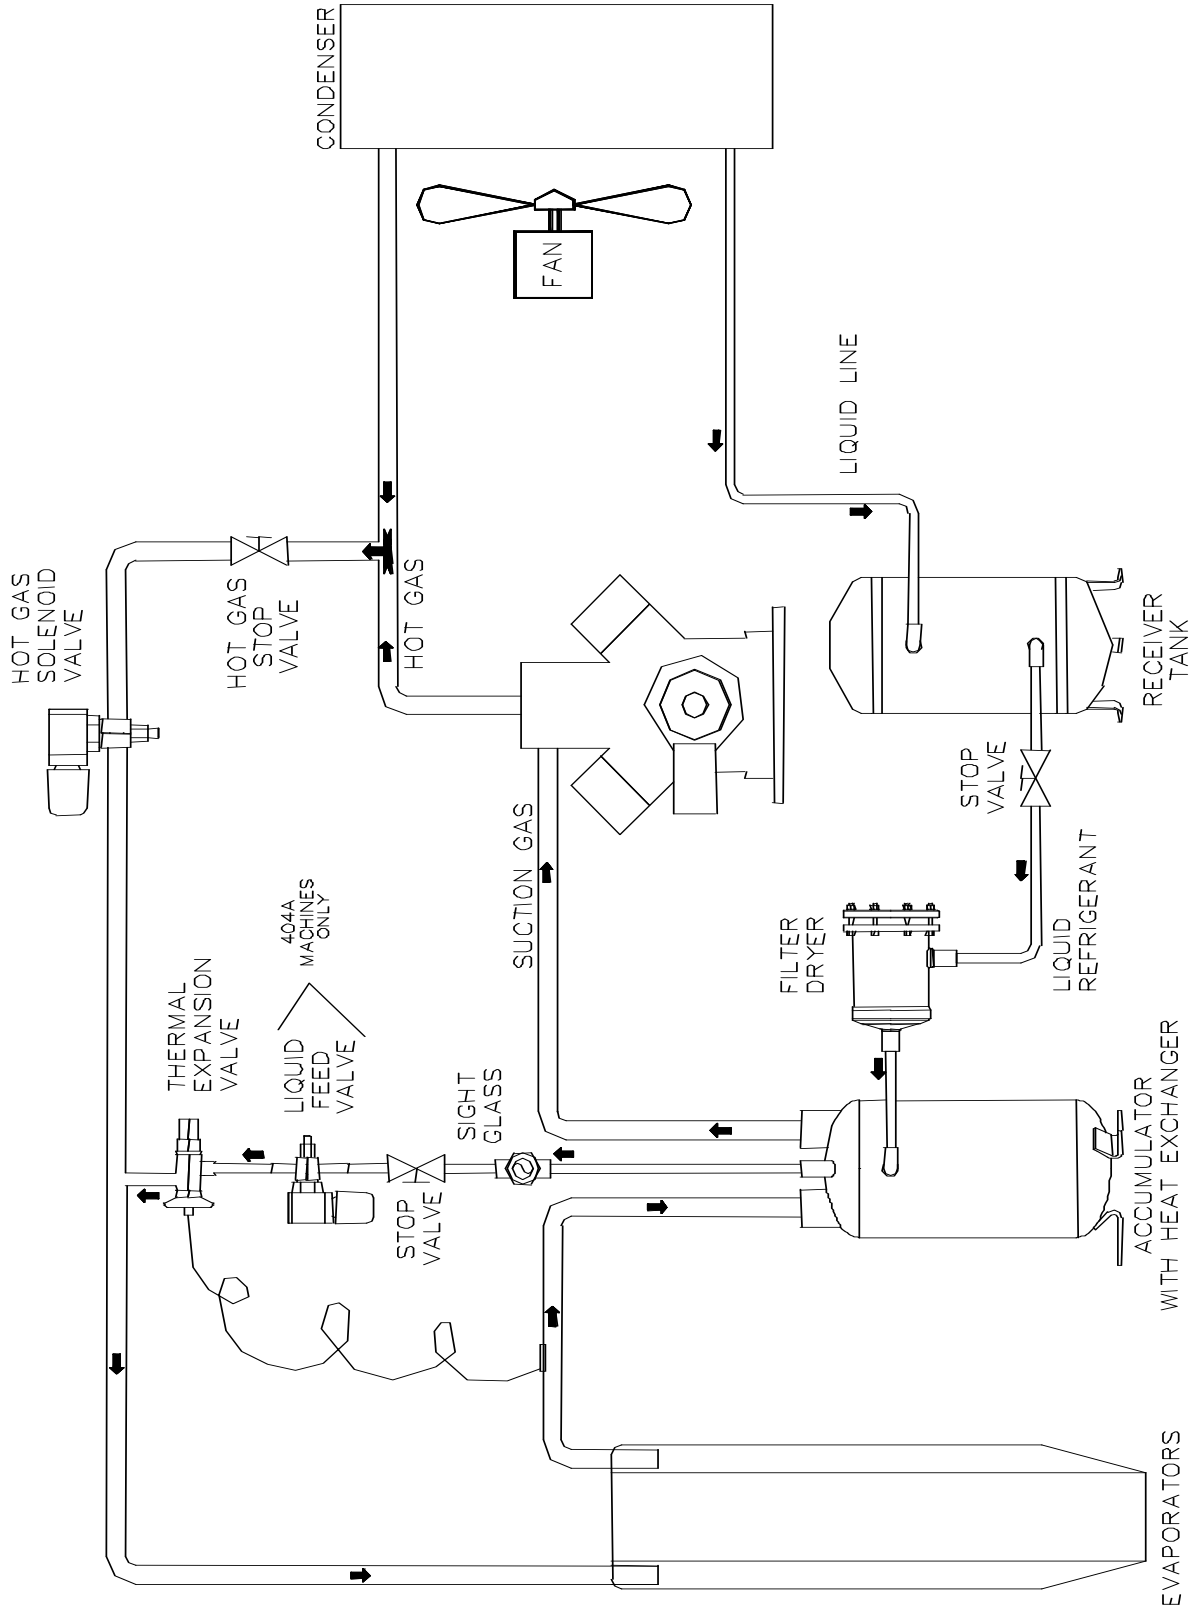 HOT GAS
SOLENOID
VALVE
HOT GAS
STOP
VALVE
CONDENSER
HOT GAS
FAN
LIQUID LINE
RECEIVER
TANK
STOP
VALVE
LIQUID
REFRIGERANT
FILTER
DRYER
SUCTION GAS
404A
MACHINES
ONLY
THERMAL
EXPANSION
VALVE
LIQUID
FEED
VALVE
SIGHT
GLASS
STOP
VALVE
ACCUMULATOR
WITH HEAT EXCHANGER
EVAPORATORS